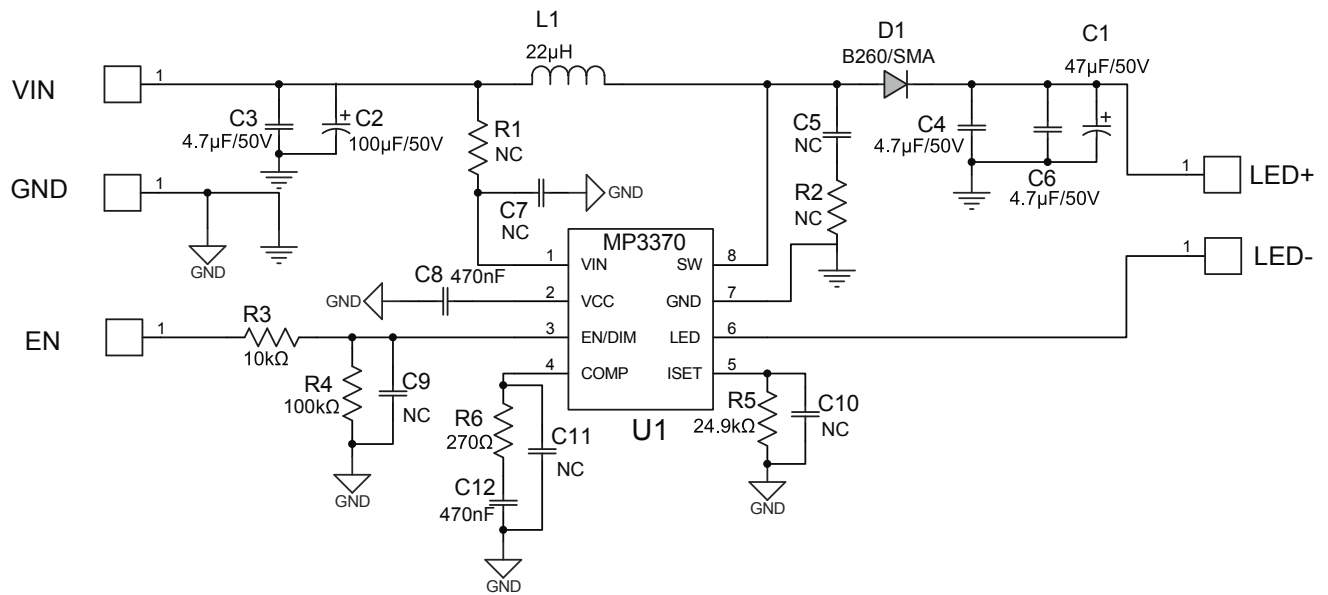 L1
22µH
D1
B260/SMA
C1
47µF/50V
VIN
1
C3
4.7µF/50V
C2
100µF/50V
R1
NC
C5
NC
C4
4.7µF/50V
C6
4.7µF/50V
1
LED+
GND
1
GND
C7
NC
GND
R2
NC
MP3370
1
VIN
SW
8
C8
470nF
GND
2
VCC
GND
7
1
LED-
EN
1
R3
10kΩ
3
EN/DIM
LED
6
4
COMP
ISET
5
R4
100kΩ
C9
NC
GND
R6
270Ω
C11
NC
C12
470nF
GND
U1
R5
24.9kΩ
C10
NC
GND